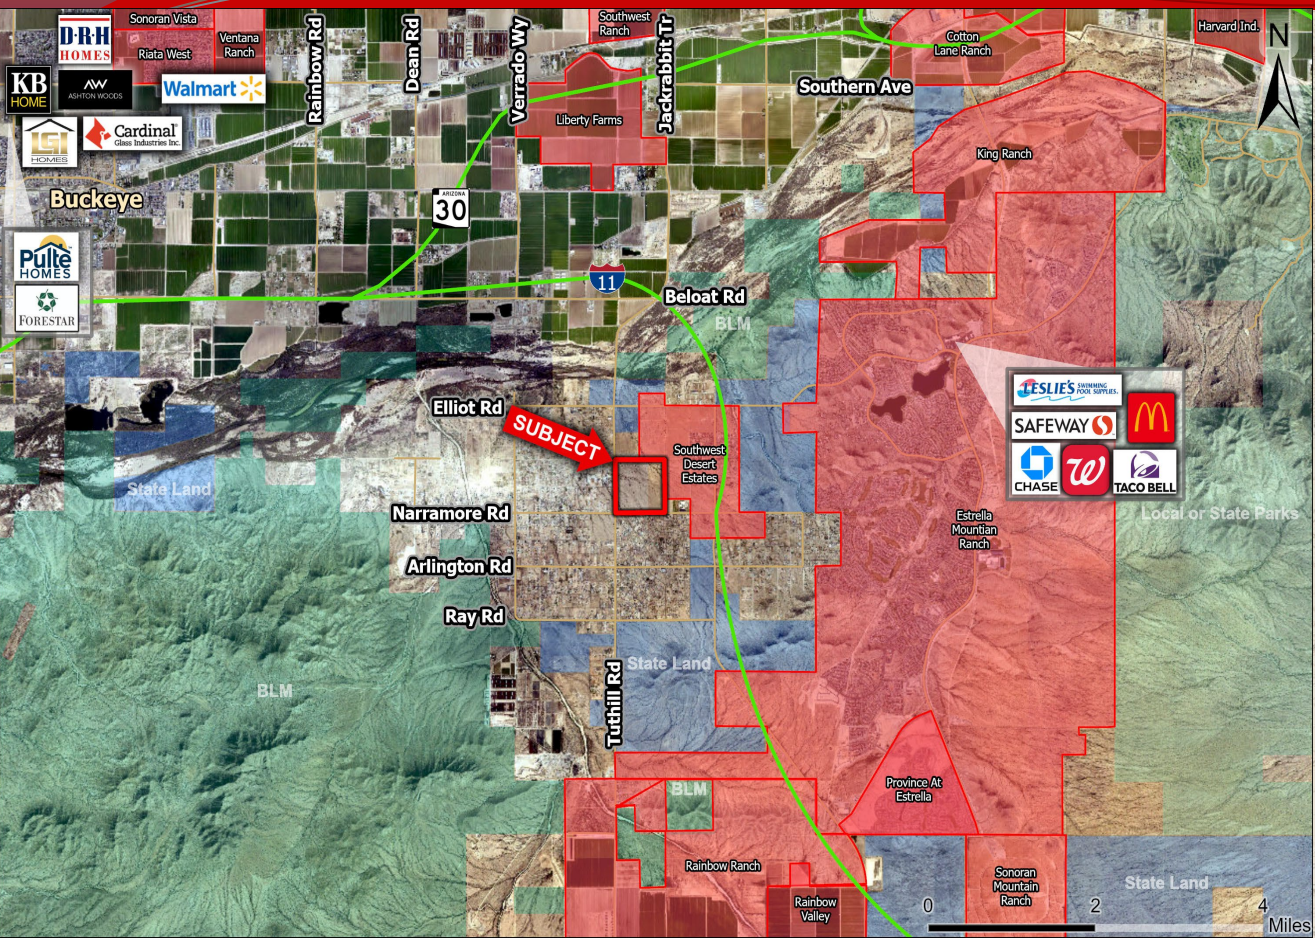 Sonoran Vista
Riata West
Ventana
Ranch
D·R·H
HOMES
KB
HOME
AW
ASHTON WOODS
Walmart
LGI
HOMES
Cardinal
Glass Industries Inc.
Buckeye
Pulte
HOMES
FORESTAR
Rainbow Rd
Dean Rd
Verrado Wy
Southwest
Ranch
Jackrabbit Tr
Liberty Farms
ARIZONA
30
11
Southern Ave
Cotton
Lane Ranch
Harvard Ind.
N
King Ranch
Beloat Rd
BLM
Elliot Rd
SUBJECT
Southwest
Desert
Estates
LESLIE'S SWIMMING
POOL SUPPLIES.
SAFEWAY
M
CHASE
W
TACO BELL
State Land
Narramore Rd
Local or State Parks
Estrella
Mountian
Ranch
Arlington Rd
Ray Rd
State Land
BLM
Tuthill Rd
BLM
Province At
Estrella
Rainbow Ranch
Rainbow
Valley
Sonoran
Mountain
Ranch
State Land
0 2 4
Miles